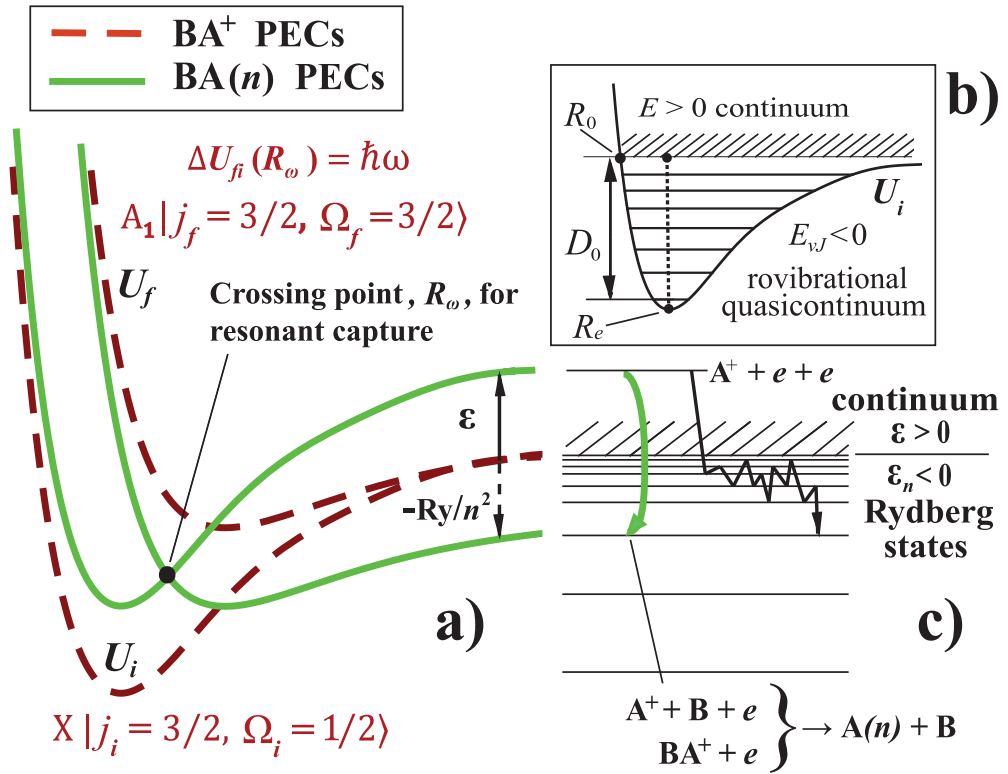 BA⁺ PECs
BA(n) PECs
ΔU_fi(R_ω) = ħω
A₁|j_f = 3/2, Ω_f = 3/2⟩
U_f
Crossing point, R_ω, for
resonant capture
ε
–Ry/n²
U_i
a)
X |j_i = 3/2, Ω_i = 1/2⟩
b)
R₀
E > 0 continuum
U_i
D₀
E_vJ < 0
rovibrational
quasicontinuum
R_e
A⁺ + e + e
continuum
ε > 0
ε_n < 0
Rydberg
states
c)
A⁺ + B + e
BA⁺ + e
} → A(n) + B